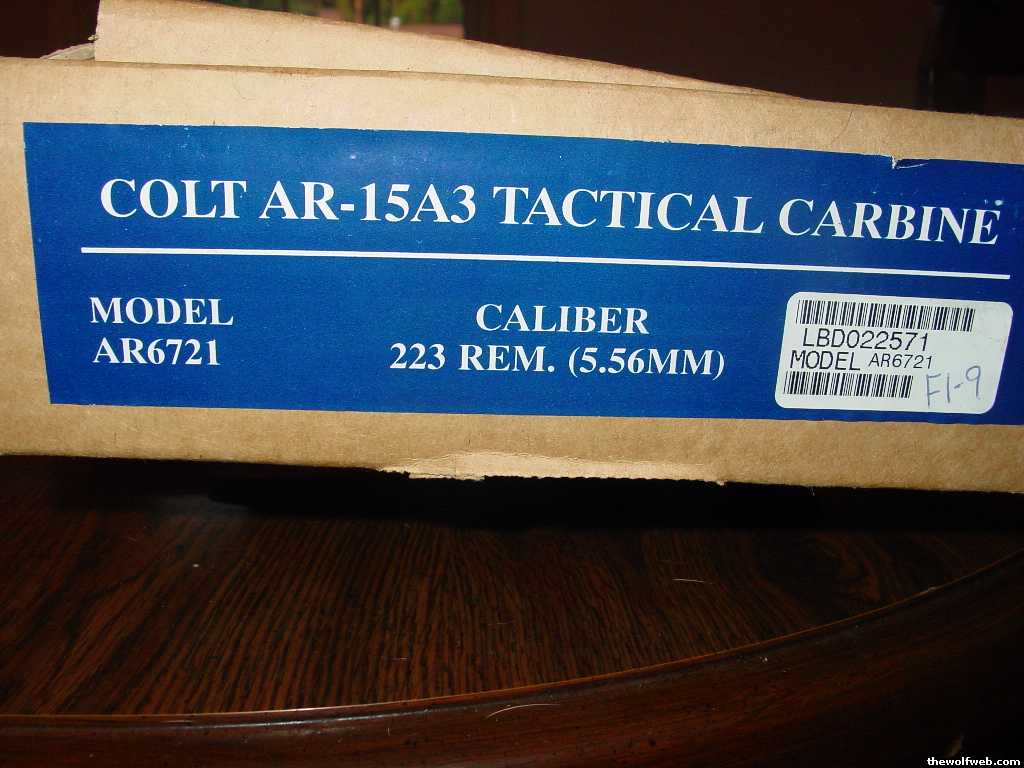 COLT AR-15A3 TACTICAL CARBINE
MODEL
AR6721
CALIBER
223 REM. (5.56MM)
LBD022571
MODEL AR6721
F1-9
thewolfweb.com